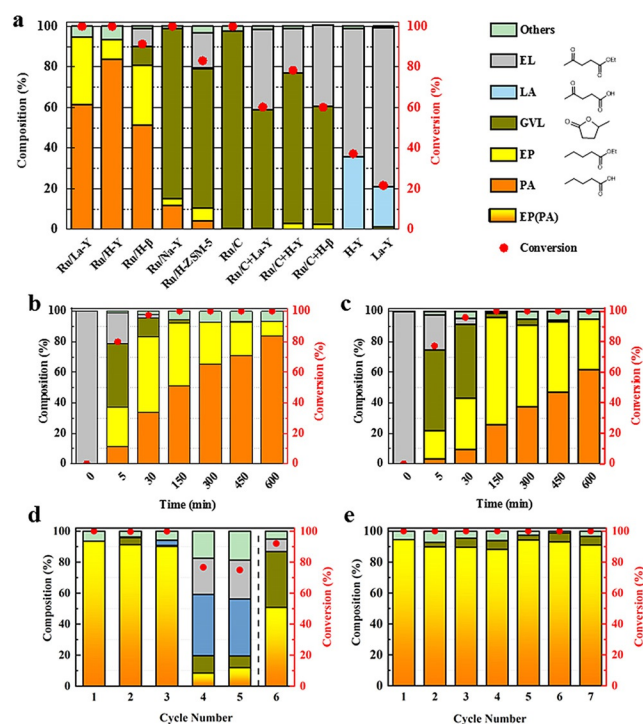 a
Composition (%)
100
80
60
40
20
0
100
80
60
40
20
0
Conversion (%)
Ru/La-Y
Ru/H-Y
Ru/H-β
Ru/Na-Y
Ru/H-ZSM-5
Ru/C
Ru/C+La-Y
Ru/C+H-Y
Ru/C+H-β
H-Y
La-Y
Others
EL
O
O
OEt
LA
O
O
OH
GVL
O
O
EP
O
OEt
PA
O
OH
EP(PA)
Conversion
b
Composition (%)
100
80
60
40
20
0
100
80
60
40
20
0
Conversion (%)
0 5 30 150 300 450 600
Time (min)
c
Composition (%)
100
80
60
40
20
0
100
80
60
40
20
0
Conversion (%)
0 5 30 150 300 450 600
Time (min)
d
Composition (%)
100
80
60
40
20
0
100
80
60
40
20
0
Conversion (%)
1 2 3 4 5 6
Cycle Number
e
Composition (%)
100
80
60
40
20
0
100
80
60
40
20
0
Conversion (%)
1 2 3 4 5 6 7
Cycle Number